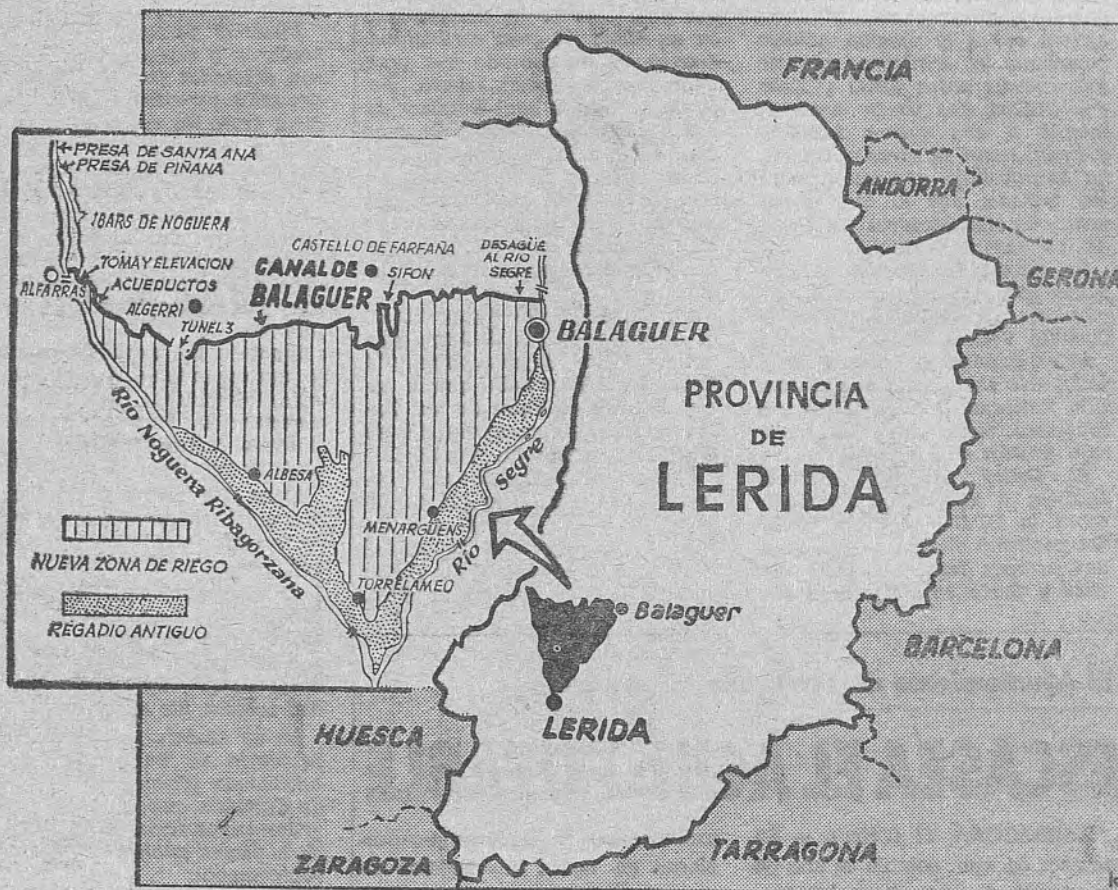 FRANCIA
ANDORRA
GERONA
PRESA DE SANTA ANA
PRESA DE PIÑANA
IBARS DE NOGUERA
CASTELLO DE FARFAÑA
DESAGÜE
AL RIO
SEGRE
TOMA Y ELEVACION
ALFARRAS
ACUEDUCTOS
ALGERRI
TUNEL 3
CANAL DE
BALAGUER
SIFON
BALAGUER
PROVINCIA
DE
LERIDA
Río Noguera Ribagorzana
ALBESA
MENARGUENS
Río Segre
TORRELAMEO
NUEVA ZONA DE RIEGO
REGADIO ANTIGUO
Balaguer
LERIDA
BARCELONA
HUESCA
ZARAGOZA
TARRAGONA